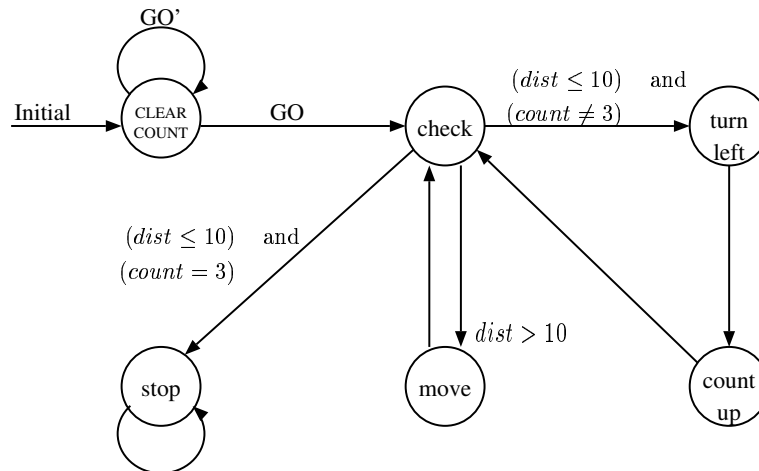 GO'
Initial
CLEAR
COUNT
GO
check
(dist ≤ 10) and
(count ≠ 3)
turn
left
(dist ≤ 10) and
(count = 3)
dist > 10
stop
move
count
up